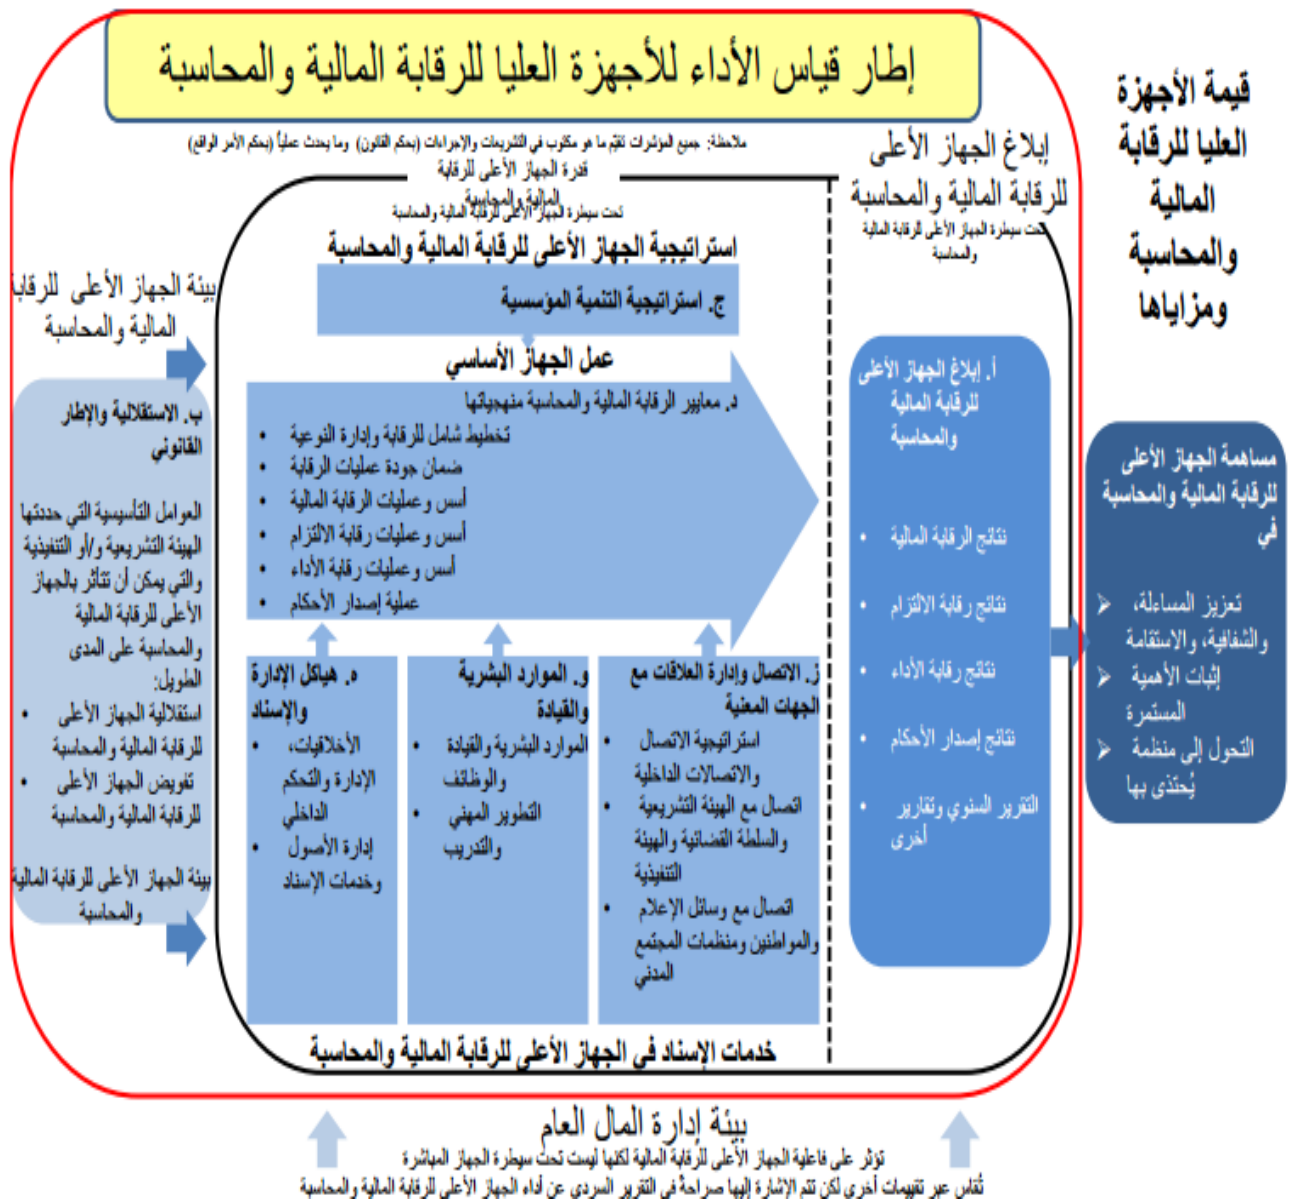 إطار قياس الأداء للأجهزة العليا للرقابة المالية والمحاسبة
ملاحظة: جميع المؤشرات تقيّم ما هو مكتوب في التشريعات والإجراءات (بحكم القانون) وما يحدث عملياً (بحكم الأمر الواقع)
قيمة الأجهزة
العليا للرقابة
المالية
والمحاسبة
ومزاياها
إبلاغ الجهاز الأعلى
للرقابة المالية والمحاسبة
تحت سيطرة الجهاز الأعلى للرقابة المالية
والمحاسبة
قدرة الجهاز الأعلى للرقابة
المالية والمحاسبة
تحت سيطرة الجهاز الأعلى للرقابة المالية والمحاسبة
استراتيجية الجهاز الأعلى للرقابة المالية والمحاسبة
ج. استراتيجية التنمية المؤسسية
عمل الجهاز الأساسي
د. معايير الرقابة المالية والمحاسبة منهجياتها
• تخطيط شامل للرقابة وإدارة النوعية
• ضمان جودة عمليات الرقابة
• أسس وعمليات الرقابة المالية
• أسس وعمليات رقابة الالتزام
• أسس وعمليات رقابة الأداء
• عملية إصدار الأحكام
بيئة الجهاز الأعلى للرقابة
المالية والمحاسبة
ب. الاستقلالية والإطار
القانوني
العوامل التأسيسية التي حددتها
الهيئة التشريعية و/أو التنفيذية
والتي يمكن أن تتأثر بالجهاز
الأعلى للرقابة المالية
والمحاسبة على المدى
الطويل:
• استقلالية الجهاز الأعلى
للرقابة المالية والمحاسبة
• تفويض الجهاز الأعلى
للرقابة المالية والمحاسبة
بيئة الجهاز الأعلى للرقابة المالية
والمحاسبة
أ. إبلاغ الجهاز الأعلى
للرقابة المالية
والمحاسبة
• نتائج الرقابة المالية
• نتائج رقابة الالتزام
• نتائج رقابة الأداء
• نتائج إصدار الأحكام
• التقرير السنوي وتقارير
أخرى
مساهمة الجهاز الأعلى
للرقابة المالية والمحاسبة
في
➢ تعزيز المساءلة،
والشفافية، والاستقامة
➢ إثبات الأهمية
المستمرة
➢ التحول إلى منظمة
يُحتذى بها
ز. الاتصال وإدارة العلاقات مع
الجهات المعنية
• استراتيجية الاتصال
والاتصالات الداخلية
• اتصال مع الهيئة التشريعية
والسلطة القضائية والهيئة
التنفيذية
• اتصال مع وسائل الإعلام
والمواطنين ومنظمات المجتمع
المدني
و. الموارد البشرية
والقيادة
• الموارد البشرية والقيادة
والوظائف
• التطوير المهني
والتدريب
ه. هياكل الإدارة
والإسناد
• الأخلاقيات،
الإدارة والتحكم
الداخلي
• إدارة الأصول
وخدمات الإسناد
خدمات الإسناد في الجهاز الأعلى للرقابة المالية والمحاسبة
بيئة إدارة المال العام
تؤثر على فاعلية الجهاز الأعلى للرقابة المالية لكنها ليست تحت سيطرة الجهاز المباشرة
تُقاس عبر تقييمات أخرى لكن تتم الإشارة إليها صراحةً في التقرير السردي عن أداء الجهاز الأعلى للرقابة المالية والمحاسبة